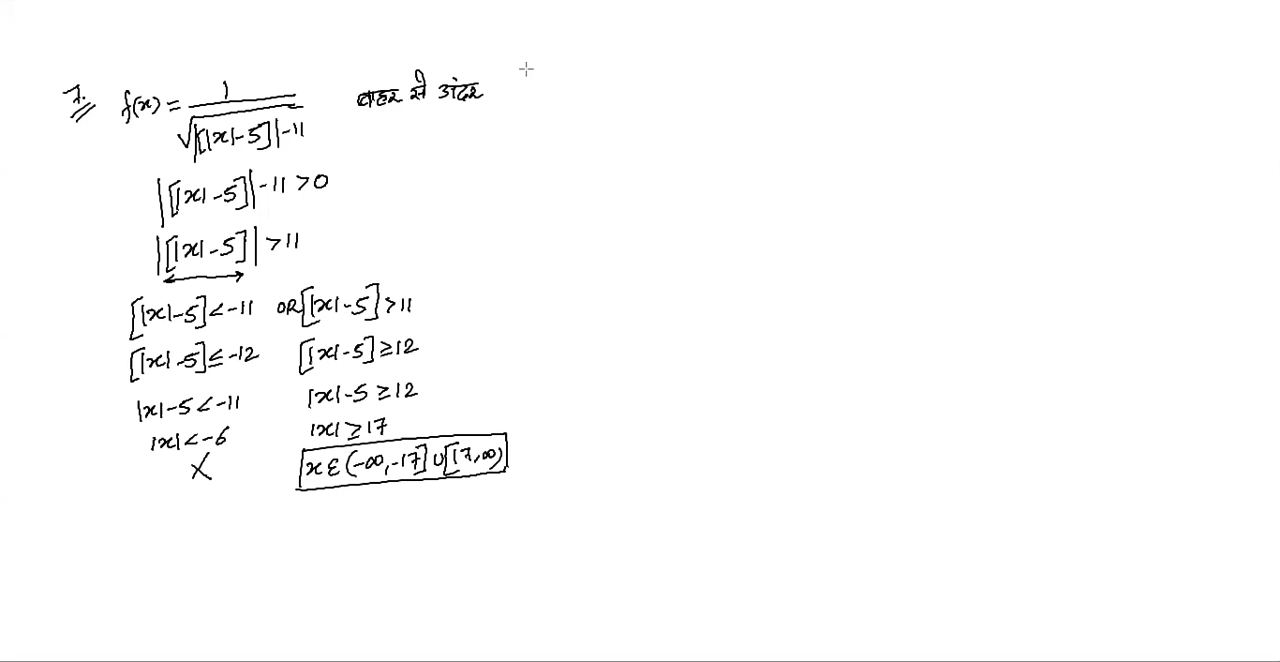 7. f(x) = 1/√(|[|x|-5]|-11) बाहर से अंदर
|[|x|-5]|-11>0
|[|x|-5]|>11
[|x|-5]<-11 OR [|x|-5]>11
[|x|-5]≤-12 [|x|-5]≥12
|x|-5<-11 |x|-5≥12
|x|<-6 |x|≥17
X x∈(-∞,-17]∪[17,∞)